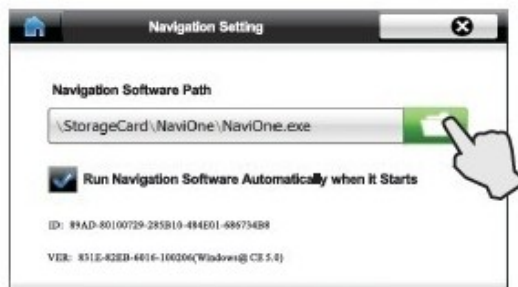 Navigation Setting
Navigation Software Path
\StorageCard\NaviOne\NaviOne.exe
Run Navigation Software Automatically when it Starts
ID: 89AD-80100729-285B10-484E01-686734B8
VER: 851E-82EB-6016-100206(Windows@ CE 5.0)